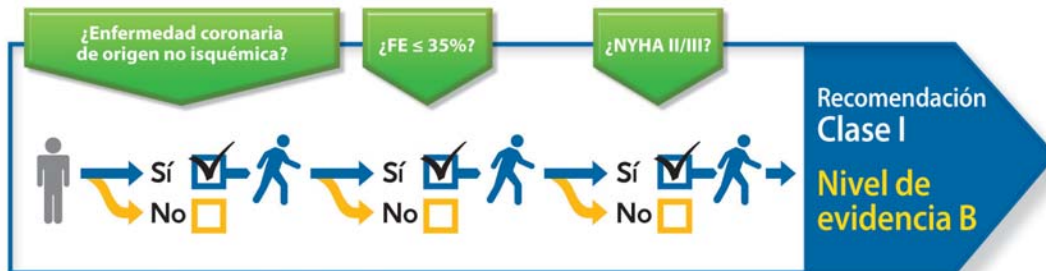 ¿Enfermedad coronaria
de origen no isquémica?
¿FE ≤ 35%?
¿NYHA II/III?
Sí
No
Sí
No
Sí
No
Recomendación
Clase I
Nivel de
evidencia B